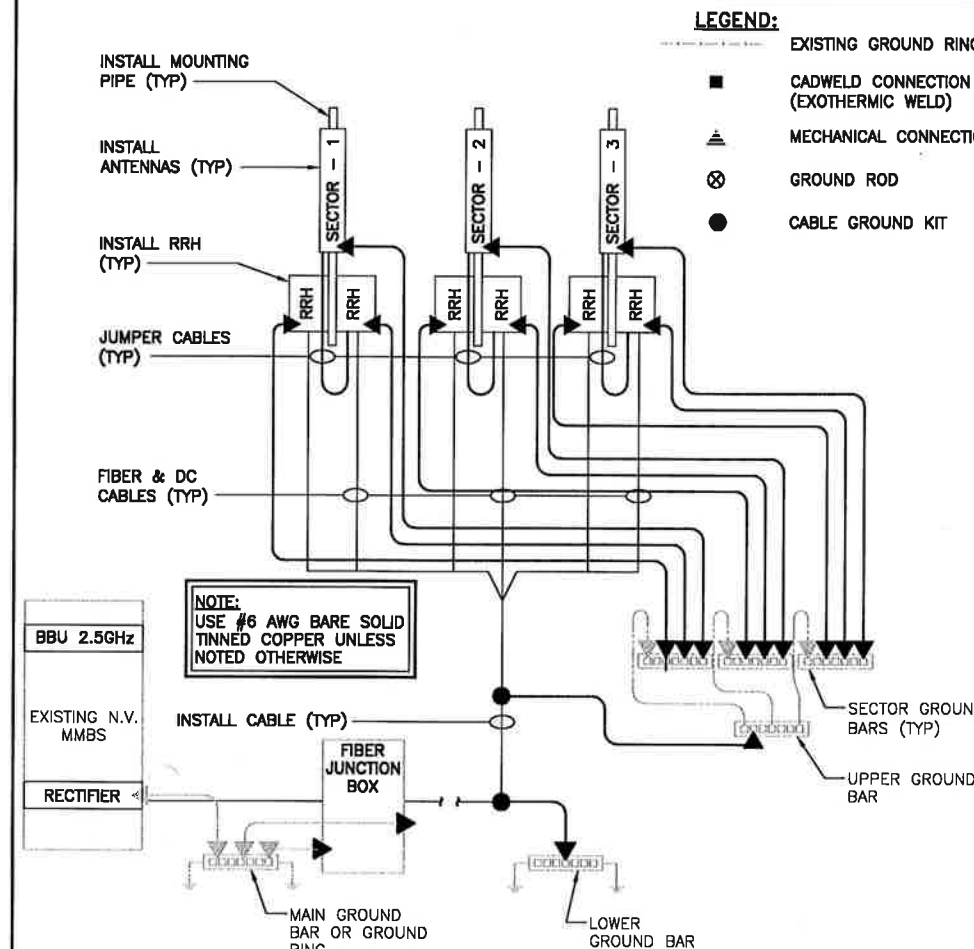 LEGEND:
EXISTING GROUND RING
CADWELD CONNECTION
(EXOTHERMIC WELD)
MECHANICAL CONNECTI
GROUND ROD
CABLE GROUND KIT
INSTALL MOUNTING
PIPE (TYP)
INSTALL
ANTENNAS (TYP)
INSTALL RRH
(TYP)
JUMPER CABLES
(TYP)
FIBER & DC
CABLES (TYP)
SECTOR - 1
SECTOR - 2
SECTOR - 3
RRH
RRH
RRH
RRH
RRH
RRH
NOTE:
USE #6 AWG BARE SOLID
TINNED COPPER UNLESS
NOTED OTHERWISE
BBU 2.5GHz
EXISTING N.V.
MMBS
RECTIFIER
INSTALL CABLE (TYP)
FIBER
JUNCTION
BOX
SECTOR GROUN
BARS (TYP)
UPPER GROUND
BAR
MAIN GROUND
BAR OR GROUND
RING
LOWER
GROUND BAR